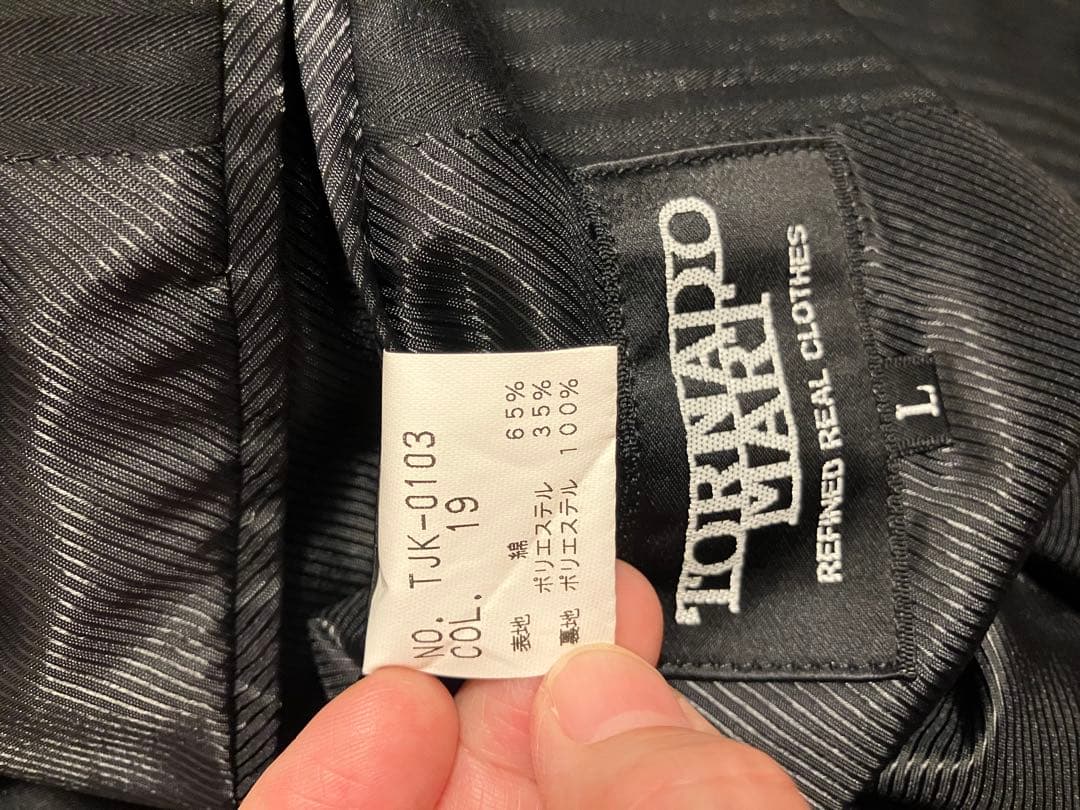 NO. TJK-0103
COL. 19
表地 綿 65%
ポリエステル 35%
裏地 ポリエステル 100%
TORNADO
MART
REFINED REAL CLOTHES
L